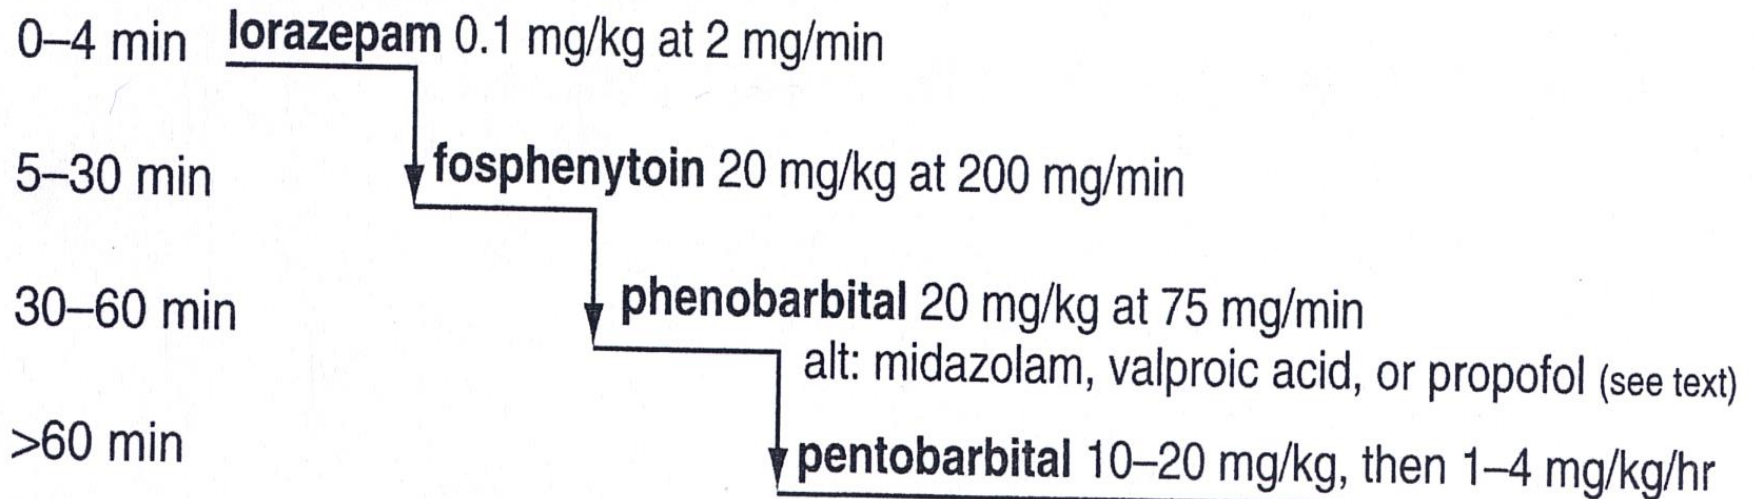 0–4 min lorazepam 0.1 mg/kg at 2 mg/min
5–30 min fosphenytoin 20 mg/kg at 200 mg/min
30–60 min phenobarbital 20 mg/kg at 75 mg/min
alt: midazolam, valproic acid, or propofol (see text)
>60 min pentobarbital 10–20 mg/kg, then 1–4 mg/kg/hr